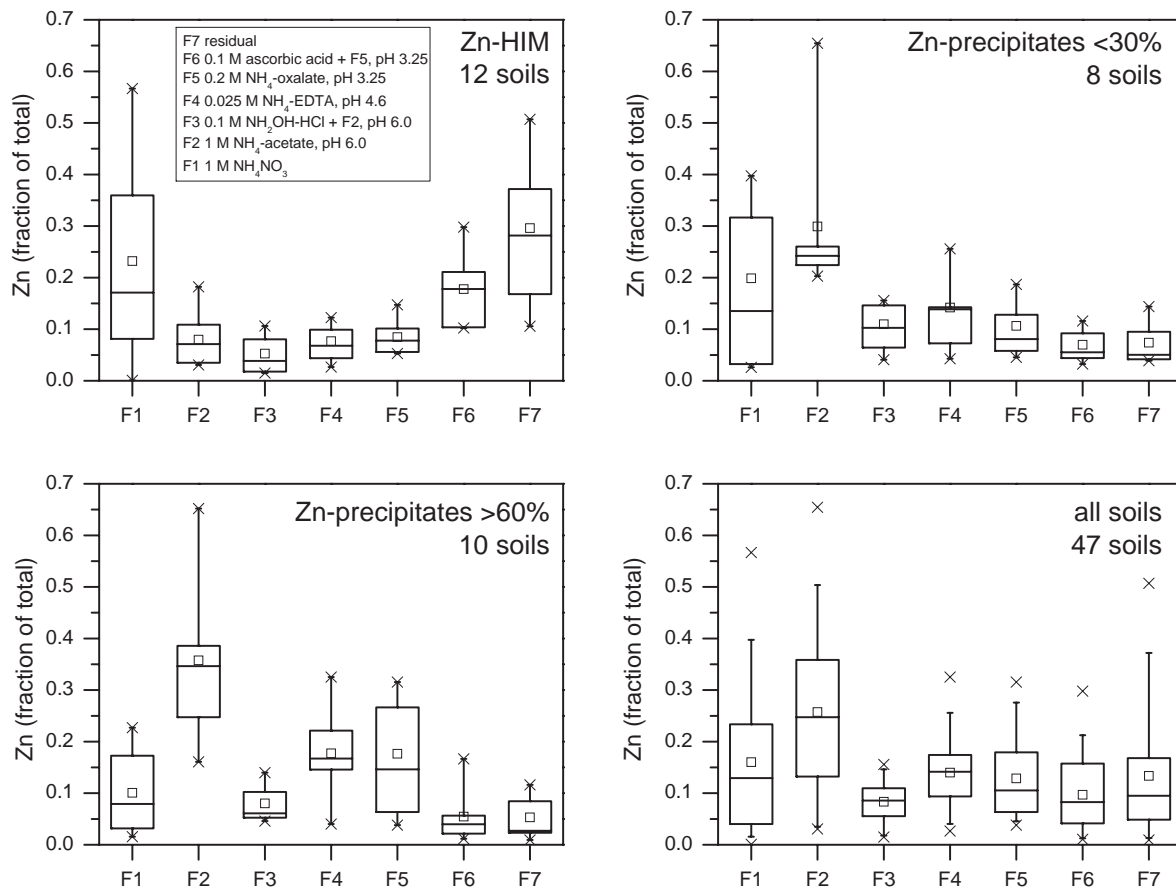 Zn-HIM
12 soils
F7 residual
F6 0.1 M ascorbic acid + F5, pH 3.25
F5 0.2 M NH₄-oxalate, pH 3.25
F4 0.025 M NH₄-EDTA, pH 4.6
F3 0.1 M NH₂OH-HCl + F2, pH 6.0
F2 1 M NH₄-acetate, pH 6.0
F1 1 M NH₄NO₃
Zn (fraction of total)
0.7
0.6
0.5
0.4
0.3
0.2
0.1
0.0
F1 F2 F3 F4 F5 F6 F7
Zn-precipitates <30%
8 soils
Zn (fraction of total)
0.7
0.6
0.5
0.4
0.3
0.2
0.1
0.0
F1 F2 F3 F4 F5 F6 F7
Zn-precipitates >60%
10 soils
Zn (fraction of total)
0.7
0.6
0.5
0.4
0.3
0.2
0.1
0.0
F1 F2 F3 F4 F5 F6 F7
all soils
47 soils
Zn (fraction of total)
0.7
0.6
0.5
0.4
0.3
0.2
0.1
0.0
F1 F2 F3 F4 F5 F6 F7